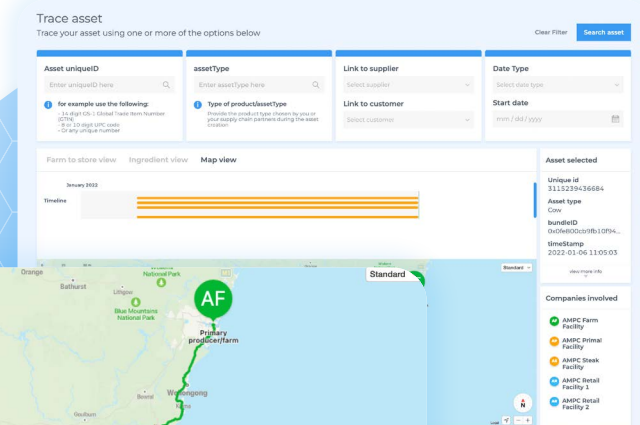 Trace asset
Trace your asset using one or more of the options below
Clear Filter
Search asset
Asset uniqueID
Enter uniqueID here
for example use the following:
- 14 digit GS-1 Global Trade Item Number
(GTIN)
- 8 or 10 digit UPC code
- Or any unique number
assetType
Enter assetType here
Type of product/assetType
Provide the product type chosen by you or
your supply chain partners during the asset
creation
Link to supplier
Select supplier
Link to customer
Select customer
Date Type
Select date type
Start date
mm / dd / yyyy
Farm to store view
Ingredient view
Map view
January 2022
Timeline
Asset selected
Unique id
3115239436684
Asset type
Cow
bundleID
timeStamp
2022-01-06 11:05:03
view more info
Companies involved
AF AMPC Farm
Facility
AMPC Primal
Facility
AMPC Steak
Facility
AMPC Retail
Facility 1
AMPC Retail
Facility 2
Orange
National Park
Bathurst
Lithgow
Blue Mountains
National Park
AF
Primary
producer/farm
Standard
Standard
Bowral
Wollongong
Kiama
Goulburn
N